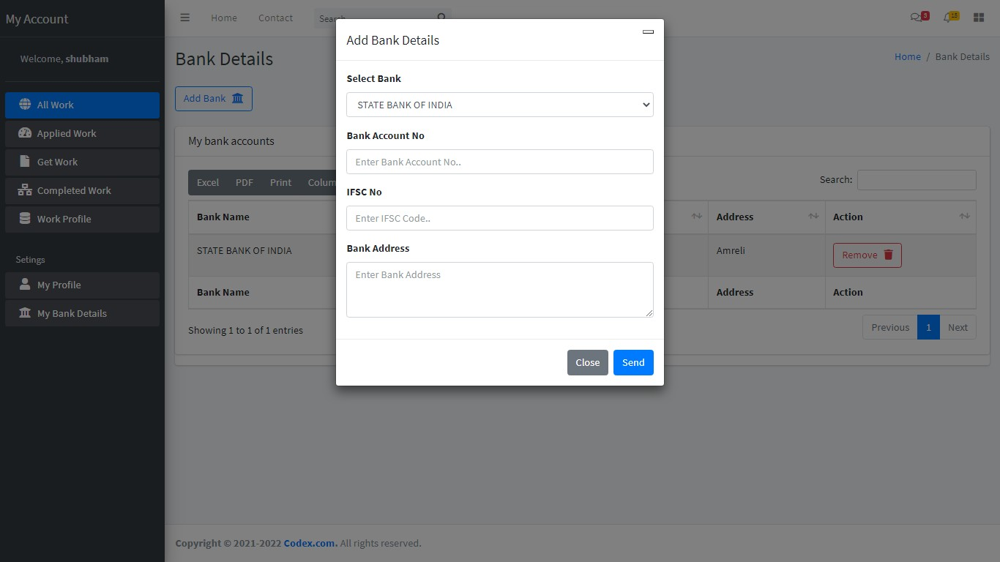 My Account
Home
Contact
Search
3
15
Welcome, shubham
All Work
Applied Work
Get Work
Completed Work
Work Profile
Setings
My Profile
My Bank Details
Bank Details
Home / Bank Details
Add Bank
My bank accounts
Excel PDF Print Colum
Search:
Bank Name
Address
Action
STATE BANK OF INDIA
Amreli
Remove
Bank Name
Address
Action
Showing 1 to 1 of 1 entries
Previous 1 Next
Add Bank Details
Select Bank
STATE BANK OF INDIA
Bank Account No
Enter Bank Account No..
IFSC No
Enter IFSC Code..
Bank Address
Enter Bank Address
Close
Send
Copyright © 2021-2022 Codex.com. All rights reserved.